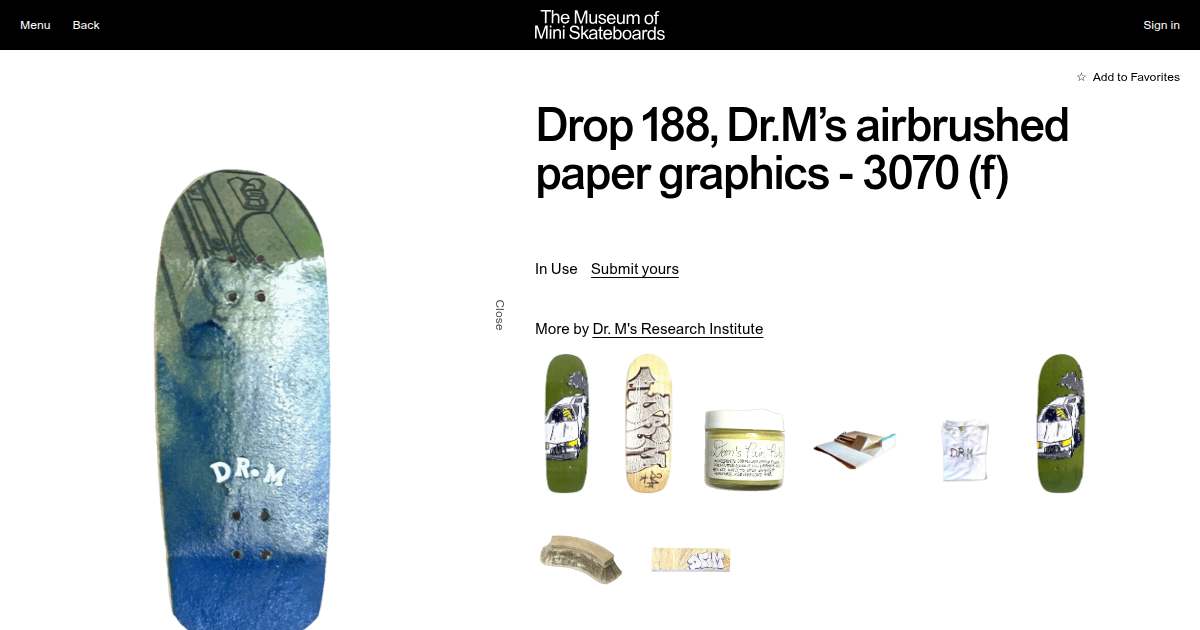 Menu
Back
The Museum of
Mini Skateboards
Sign in
☆ Add to Favorites
Drop 188, Dr.M’s airbrushed
paper graphics - 3070 (f)
In Use
Submit yours
Close
More by Dr. M's Research Institute
DR.M
DR.M